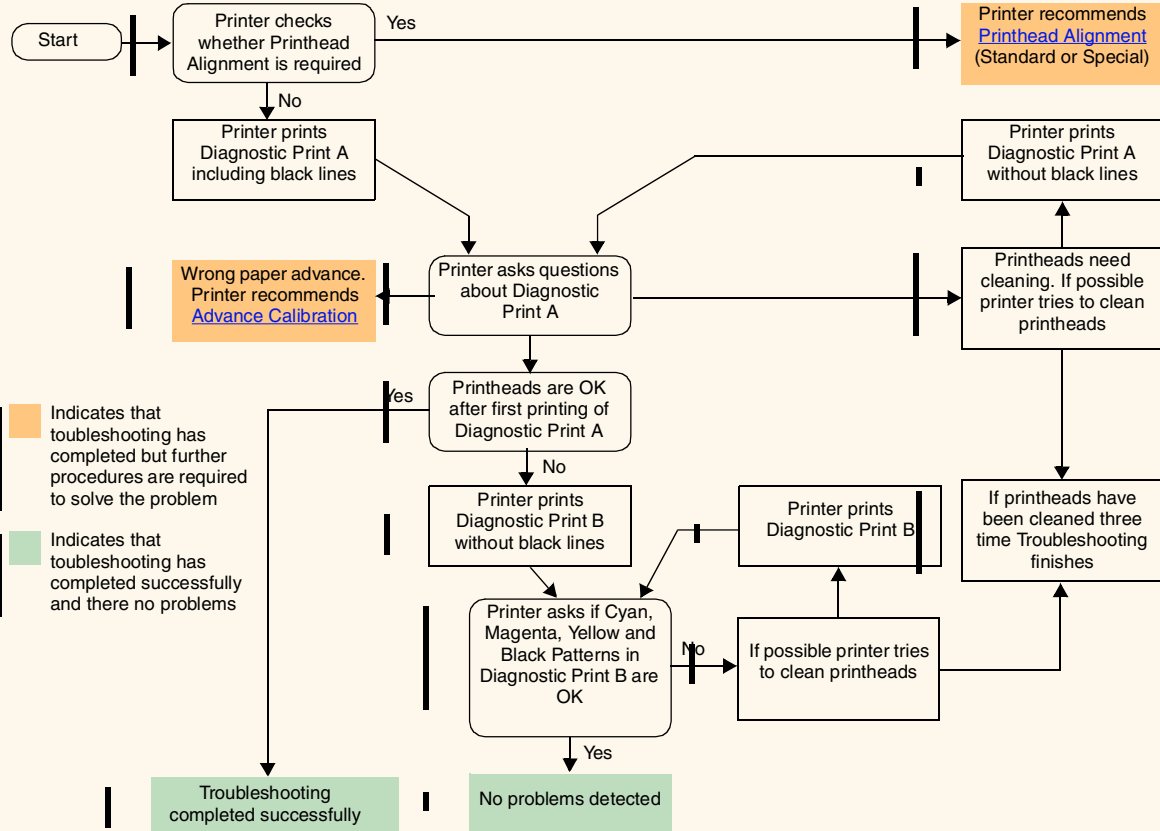 Start
Printer checks
whether Printhead
Alignment is required
Yes
Printer recommends
Printhead Alignment
(Standard or Special)
No
Printer prints
Diagnostic Print A
including black lines
Printer prints
Diagnostic Print A
without black lines
Wrong paper advance.
Printer recommends
Advance Calibration
Printer asks questions
about Diagnostic
Print A
Printheads need
cleaning. If possible
printer tries to clean
printheads
Yes
Printheads are OK
after first printing of
Diagnostic Print A
No
Indicates that
toubleshooting has
completed but further
procedures are required
to solve the problem
Indicates that
toubleshooting has
completed successfully
and there no problems
Printer prints
Diagnostic Print B
without black lines
Printer prints
Diagnostic Print B
If printheads have
been cleaned three
time Troubleshooting
finishes
Printer asks if Cyan,
Magenta, Yellow and
Black Patterns in
Diagnostic Print B are
OK
No
If possible printer tries
to clean printheads
Yes
Troubleshooting
completed successfully
No problems detected